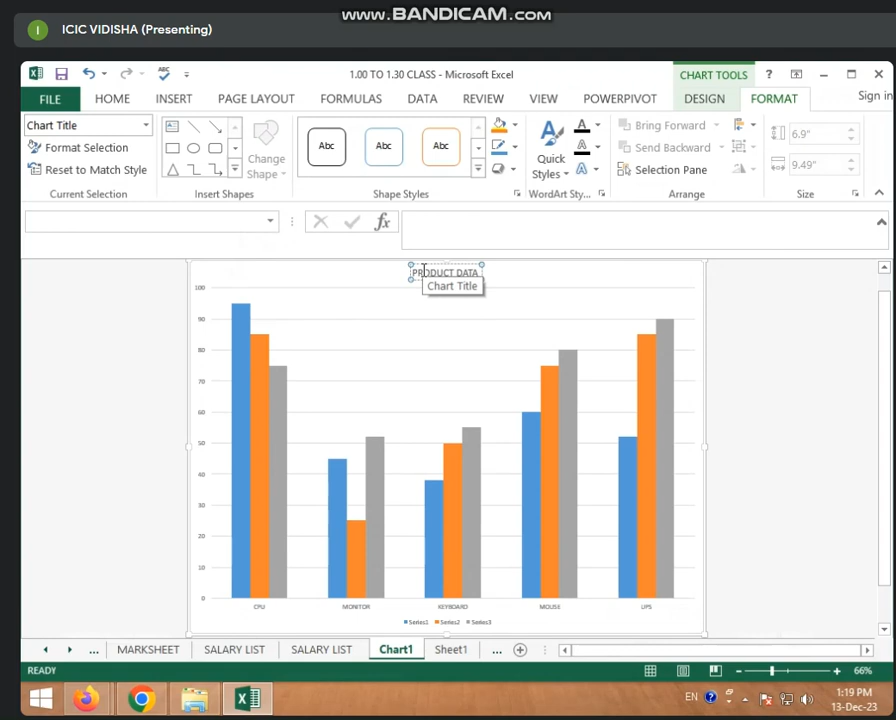 www.BANDICAM.com
I ICIC VIDISHA (Presenting)
1.00 TO 1.30 CLASS - Microsoft Excel
CHART TOOLS
?
FILE HOME INSERT PAGE LAYOUT FORMULAS DATA REVIEW VIEW POWERPIVOT DESIGN FORMAT Sign in
Chart Title
Format Selection
Reset to Match Style
Current Selection
Change
Shape
Insert Shapes
Abc Abc Abc
Shape Styles
Quick
Styles
WordArt Sty...
Bring Forward
Send Backward
Selection Pane
Arrange
6.9"
9.49"
Size
fx
PRODUCT DATA
Chart Title
100
90
80
70
60
50
40
30
20
10
0
CPU MONITOR KEYBOARD MOUSE UPS
Series1 Series2 Series3
... MARKSHEET SALARY LIST SALARY LIST Chart1 Sheet1 ...
READY
66%
EN
1:19 PM
13-Dec-23